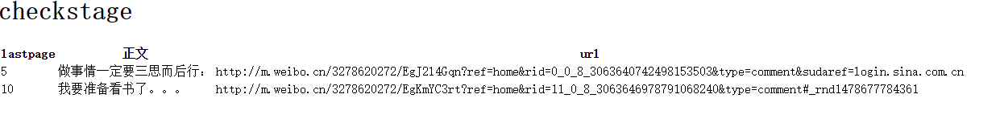 checkstage
lastpage 正文 url
5 做事情一定要三思而后行: http://m.weibo.cn/3278620272/EgJ214Gqn?ref=home&rid=0_0_8_3063640742498153503&type=comment&sudaref=login.sina.com.cn
10 我要准备看书了。。。 http://m.weibo.cn/3278620272/EgKmYC3rt?ref=home&rid=11_0_8_3063646978791068240&type=comment#_rnd1478677784361